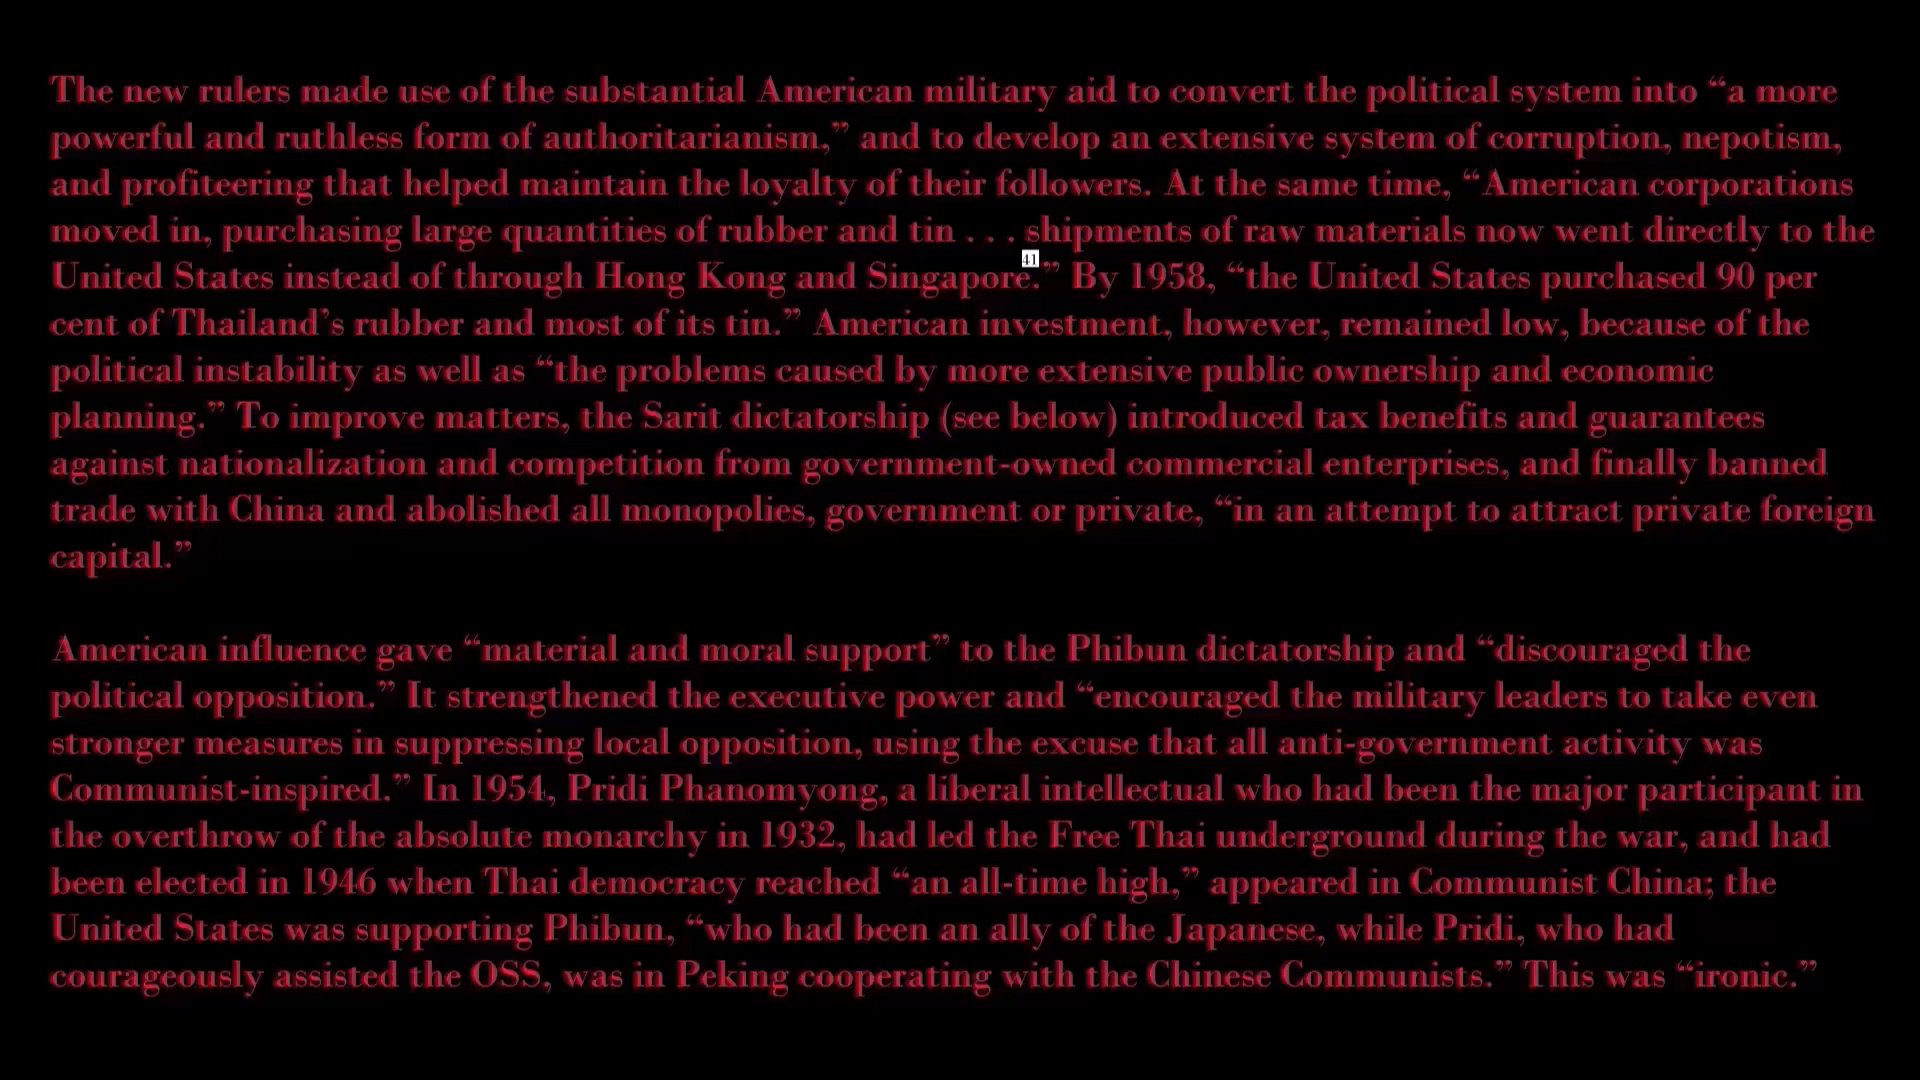 The new rulers made use of the substantial American military aid to convert the political system into “a more
powerful and ruthless form of authoritarianism,” and to develop an extensive system of corruption, nepotism,
and profiteering that helped maintain the loyalty of their followers. At the same time, “American corporations
moved in, purchasing large quantities of rubber and tin . . . shipments of raw materials now went directly to the
41
United States instead of through Hong Kong and Singapore.” By 1958, “the United States purchased 90 per
cent of Thailand’s rubber and most of its tin.” American investment, however, remained low, because of the
political instability as well as “the problems caused by more extensive public ownership and economic
planning.” To improve matters, the Sarit dictatorship (see below) introduced tax benefits and guarantees
against nationalization and competition from government-owned commercial enterprises, and finally banned
trade with China and abolished all monopolies, government or private, “in an attempt to attract private foreign
capital.”
American influence gave “material and moral support” to the Phibun dictatorship and “discouraged the
political opposition.” It strengthened the executive power and “encouraged the military leaders to take even
stronger measures in suppressing local opposition, using the excuse that all anti-government activity was
Communist-inspired.” In 1954, Pridi Phanomyong, a liberal intellectual who had been the major participant in
the overthrow of the absolute monarchy in 1932, had led the Free Thai underground during the war, and had
been elected in 1946 when Thai democracy reached “an all-time high,” appeared in Communist China; the
United States was supporting Phibun, “who had been an ally of the Japanese, while Pridi, who had
courageously assisted the OSS, was in Peking cooperating with the Chinese Communists.” This was “ironic.”